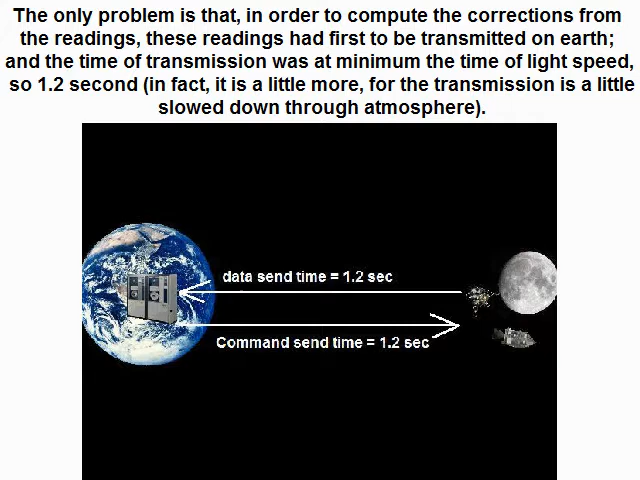 The only problem is that, in order to compute the corrections from
the readings, these readings had first to be transmitted on earth;
and the time of transmission was at minimum the time of light speed,
so 1.2 second (in fact, it is a little more, for the transmission is a little
slowed down through atmosphere).
data send time = 1.2 sec
Command send time = 1.2 sec